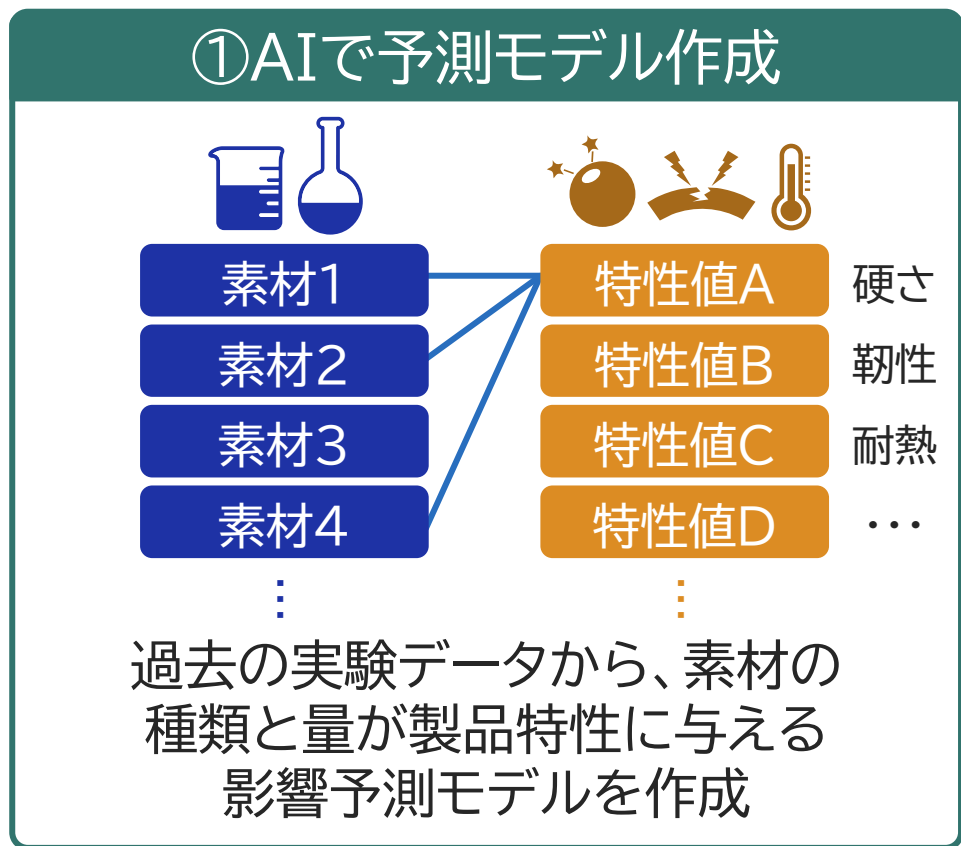 ①AIで予測モデル作成
素材1
特性値A
硬さ
素材2
特性値B
靭性
素材3
特性値C
耐熱
素材4
特性値D
…
⋮
⋮
過去の実験データから、素材の
種類と量が製品特性に与える
影響予測モデルを作成